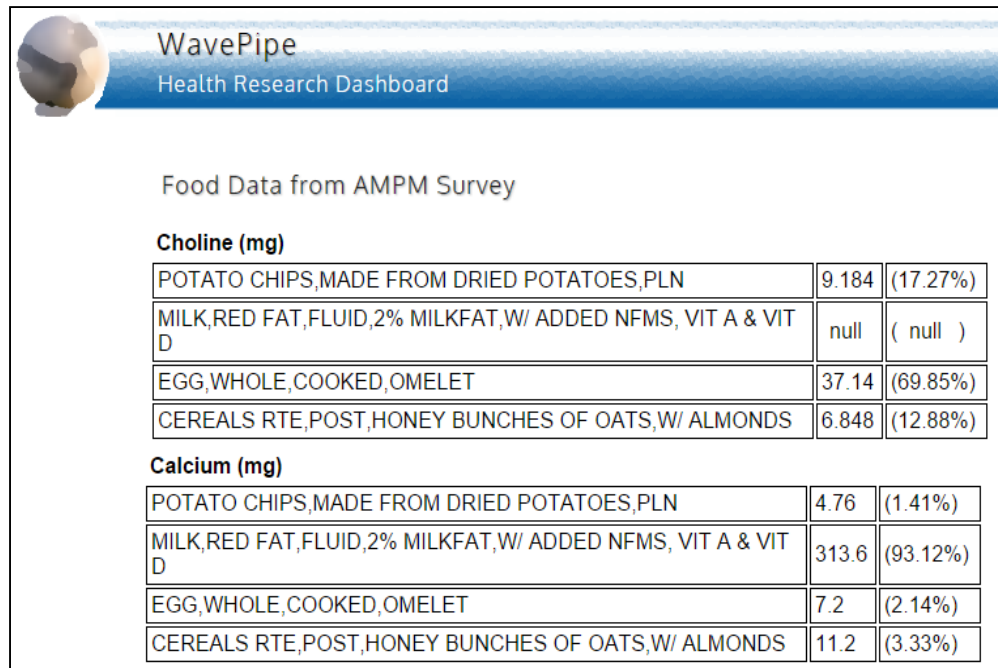 WavePipe
Health Research Dashboard
Food Data from AMPM Survey
Choline (mg)
POTATO CHIPS,MADE FROM DRIED POTATOES,PLN 9.184 (17.27%)
MILK,RED FAT,FLUID,2% MILKFAT,W/ ADDED NFMS, VIT A & VIT
D null ( null )
EGG,WHOLE,COOKED,OMELET 37.14 (69.85%)
CEREALS RTE,POST,HONEY BUNCHES OF OATS,W/ ALMONDS 6.848 (12.88%)
Calcium (mg)
POTATO CHIPS,MADE FROM DRIED POTATOES,PLN 4.76 (1.41%)
MILK,RED FAT,FLUID,2% MILKFAT,W/ ADDED NFMS, VIT A & VIT
D 313.6 (93.12%)
EGG,WHOLE,COOKED,OMELET 7.2 (2.14%)
CEREALS RTE,POST,HONEY BUNCHES OF OATS,W/ ALMONDS 11.2 (3.33%)